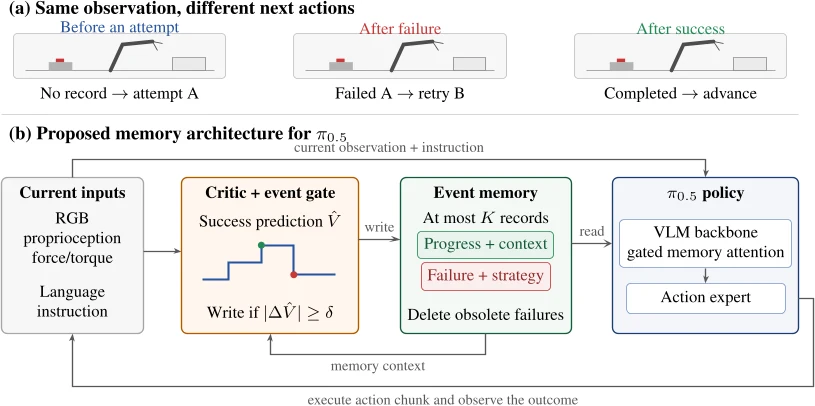 (a) Same observation, different next actions
Before an attempt
After failure
After success
No record → attempt A
Failed A → retry B
Completed → advance
(b) Proposed memory architecture for π0.5
current observation + instruction
Current inputs
RGB
proprioception
force/torque
Language
instruction
Critic + event gate
Success prediction V̂
Write if |ΔV̂| ≥ δ
write
Event memory
At most K records
Progress + context
Failure + strategy
Delete obsolete failures
read
π0.5 policy
VLM backbone
gated memory attention
Action expert
memory context
execute action chunk and observe the outcome